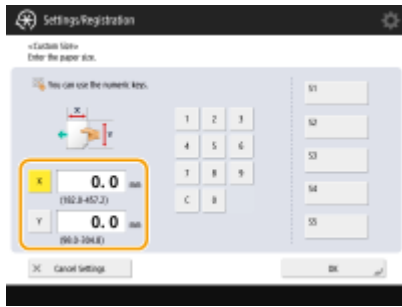 Settings/Registration
<Custom Size>
Enter the paper size.
You can use the numeric keys.
X
Y
X
0.0 mm
(182.0-457.2)
Y
0.0 mm
(98.0-304.8)
1 2 3
4 5 6
7 8 9
C 0
S1
S2
S3
S4
S5
Cancel Settings
OK